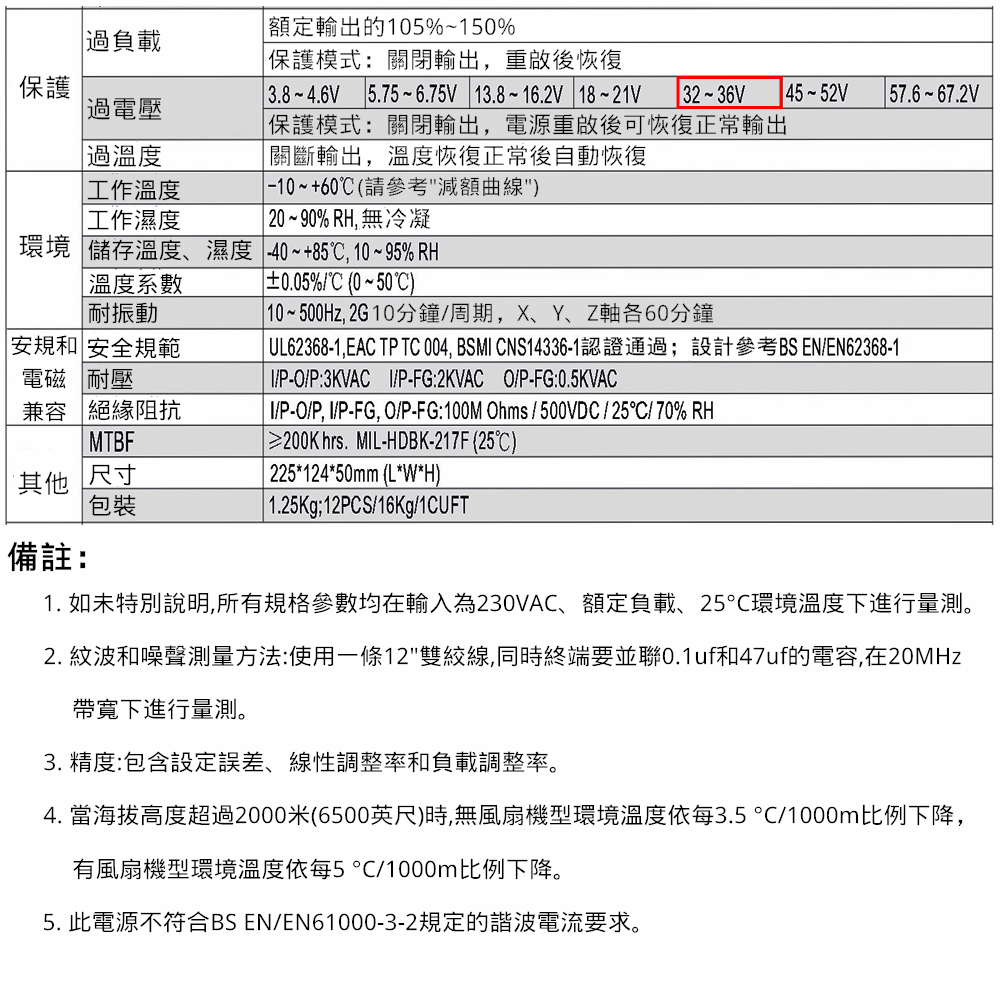 保護
過負載
額定輸出的105%~150%
保護模式：關閉輸出，重啟後恢復
過電壓
3.8 ~ 4.6V 5.75 ~ 6.75V 13.8 ~ 16.2V 18 ~ 21V 32 ~ 36V 45 ~ 52V 57.6 ~ 67.2V
保護模式：關閉輸出，電源重啟後可恢復正常輸出
過溫度 關斷輸出，溫度恢復正常後自動恢復
環境
工作溫度 -10 ~ +60℃(請參考"減額曲線")
工作濕度 20 ~ 90% RH, 無冷凝
儲存溫度、濕度 -40 ~ +85℃, 10 ~ 95% RH
溫度系數 ±0.05%/℃ (0 ~ 50℃)
耐振動 10 ~ 500Hz, 2G 10分鐘/周期，X、Y、Z軸各60分鐘
安規和
電磁
兼容
安全規範 UL62368-1,EAC TP TC 004, BSMI CNS14336-1認證通過；設計參考BS EN/EN62368-1
耐壓 I/P-O/P:3KVAC I/P-FG:2KVAC O/P-FG:0.5KVAC
絕緣阻抗 I/P-O/P, I/P-FG, O/P-FG:100M Ohms / 500VDC / 25℃/ 70% RH
其他
MTBF ≥200K hrs. MIL-HDBK-217F (25℃)
尺寸 225*124*50mm (L*W*H)
包裝 1.25Kg;12PCS/16Kg/1CUFT
備註：
1. 如未特別說明,所有規格參數均在輸入為230VAC、額定負載、25°C環境溫度下進行量測。
2. 紋波和噪聲測量方法:使用一條12"雙絞線,同時終端要並聯0.1uf和47uf的電容,在20MHz
帶寬下進行量測。
3. 精度:包含設定誤差、線性調整率和負載調整率。
4. 當海拔高度超過2000米(6500英尺)時,無風扇機型環境溫度依每3.5 °C/1000m比例下降，
有風扇機型環境溫度依每5 °C/1000m比例下降。
5. 此電源不符合BS EN/EN61000-3-2規定的諧波電流要求。